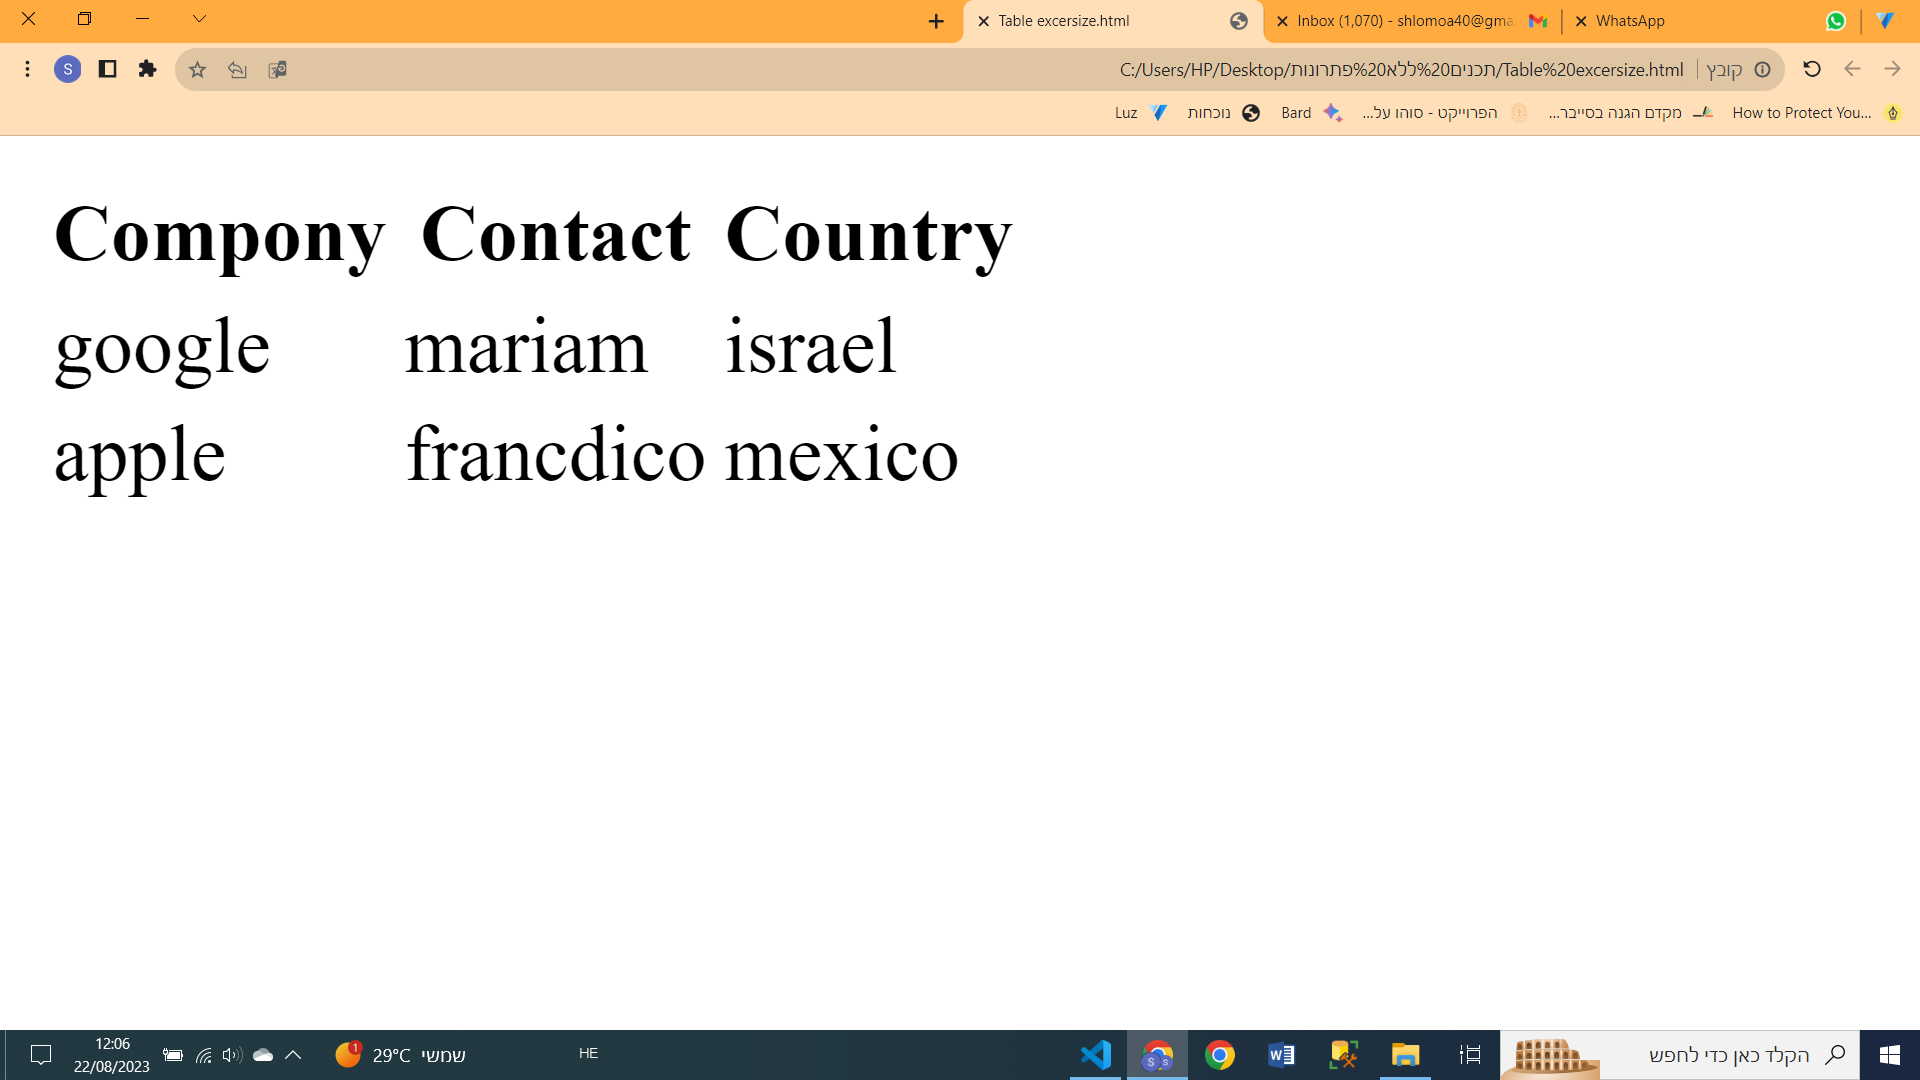 Table excersize.html
Inbox (1,070) - shlomoa40@gma
WhatsApp
S
C:/Users/HP/Desktop/תכנים%20ללא%20פתרונות/Table%20excersize.html
קובץ
How to Protect You...
מקדם הגנה בסייבר...
הפרוייקט - סוהו על...
Bard
נוכחות
Luz
Compony Contact Country
google mariam israel
apple francdico mexico
12:06
22/08/2023
1
29°C שמשי
HE
הקלד כאן כדי לחפש